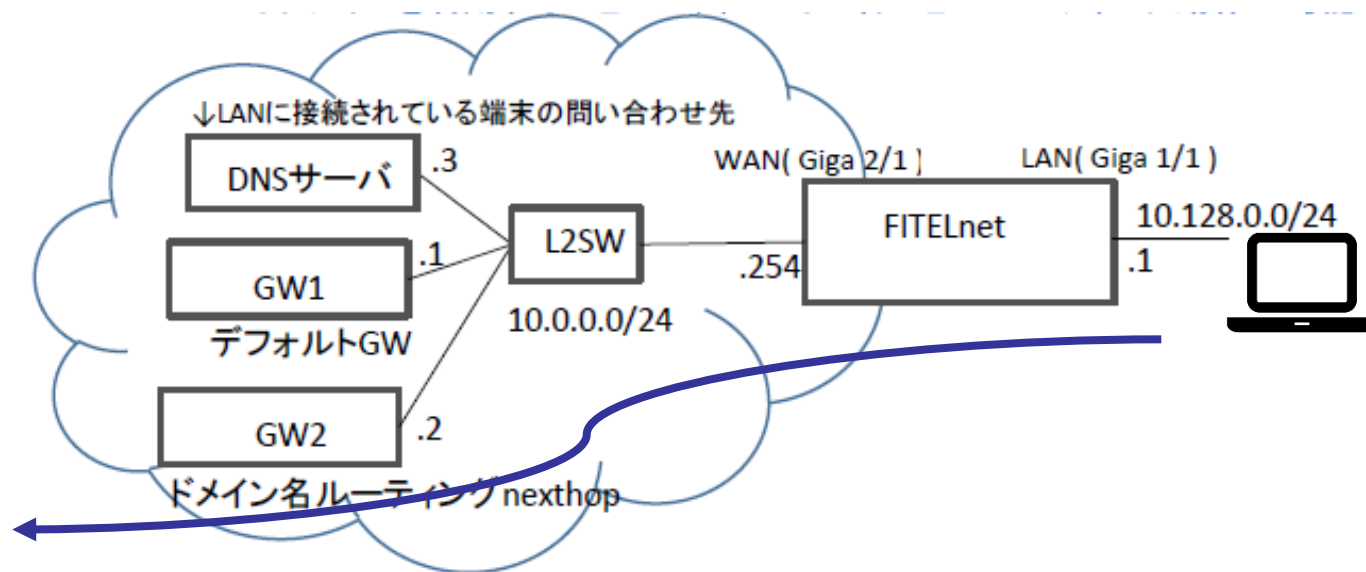 ↓LANに接続されている端末の問い合わせ先
DNSサーバ
.3
WAN( Giga 2/1 )
LAN( Giga 1/1 )
L2SW
FITELnet
10.128.0.0/24
GW1
.1
.254
.1
デフォルトGW
10.0.0.0/24
GW2
.2
ドメイン名ルーティングnexthop